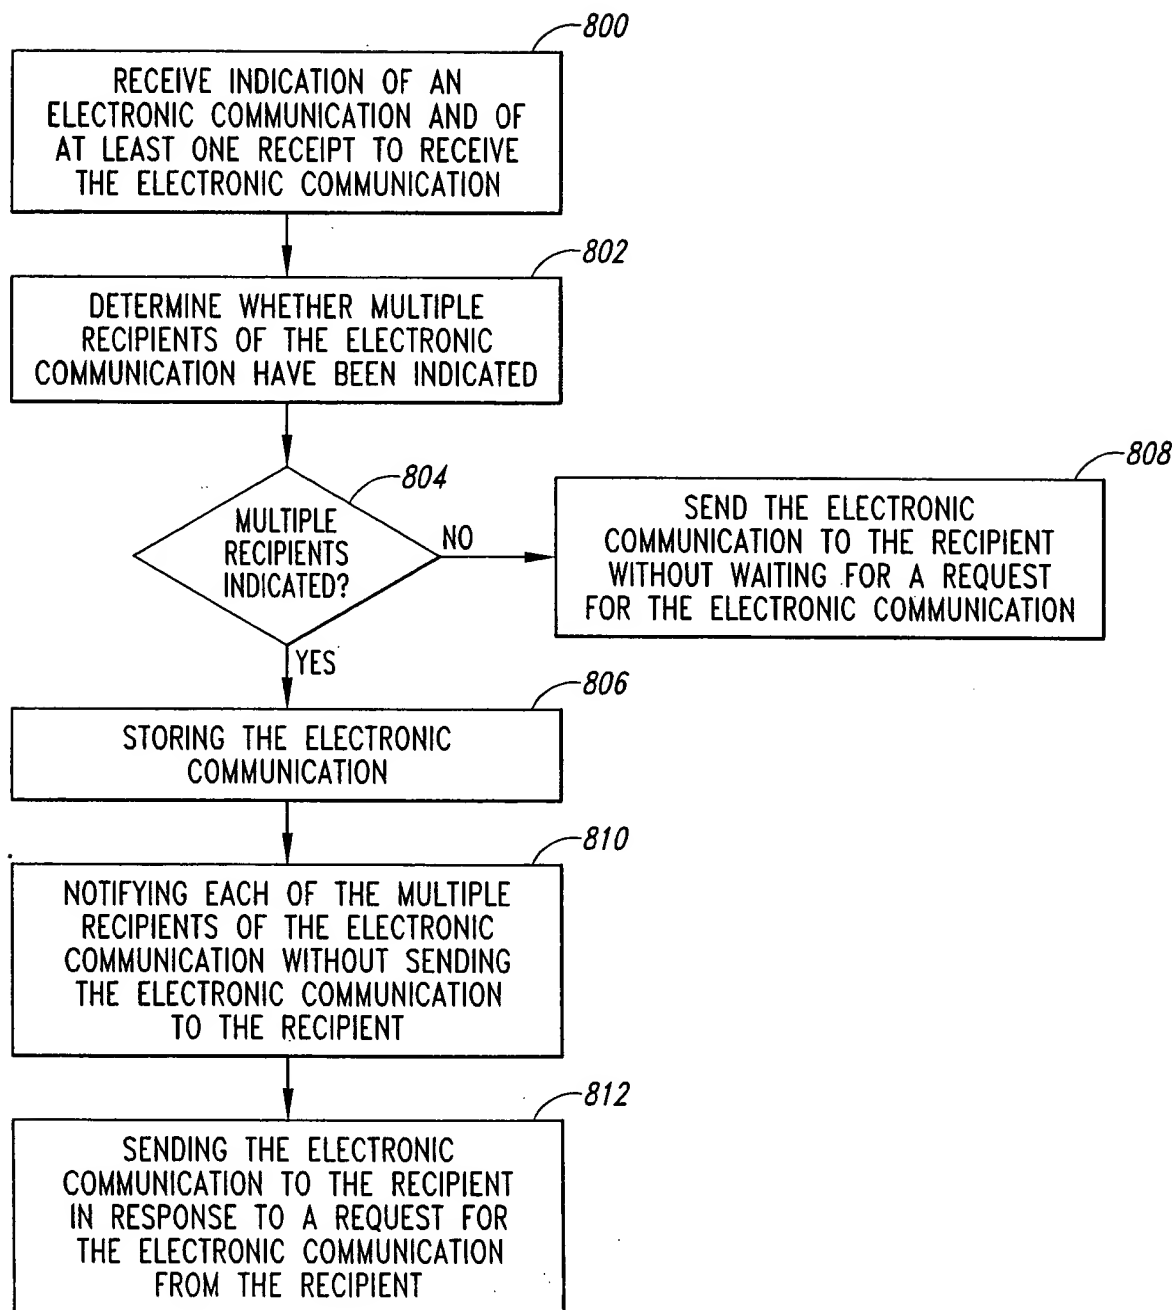 800
RECEIVE INDICATION OF AN
ELECTRONIC COMMUNICATION AND OF
AT LEAST ONE RECEIPT TO RECEIVE
THE ELECTRONIC COMMUNICATION
802
DETERMINE WHETHER MULTIPLE
RECIPIENTS OF THE ELECTRONIC
COMMUNICATION HAVE BEEN INDICATED
804
MULTIPLE
RECIPIENTS
INDICATED?
NO
808
SEND THE ELECTRONIC
COMMUNICATION TO THE RECIPIENT
WITHOUT WAITING FOR A REQUEST
FOR THE ELECTRONIC COMMUNICATION
YES
806
STORING THE ELECTRONIC
COMMUNICATION
810
NOTIFYING EACH OF THE MULTIPLE
RECIPIENTS OF THE ELECTRONIC
COMMUNICATION WITHOUT SENDING
THE ELECTRONIC COMMUNICATION
TO THE RECIPIENT
812
SENDING THE ELECTRONIC
COMMUNICATION TO THE RECIPIENT
IN RESPONSE TO A REQUEST FOR
THE ELECTRONIC COMMUNICATION
FROM THE RECIPIENT